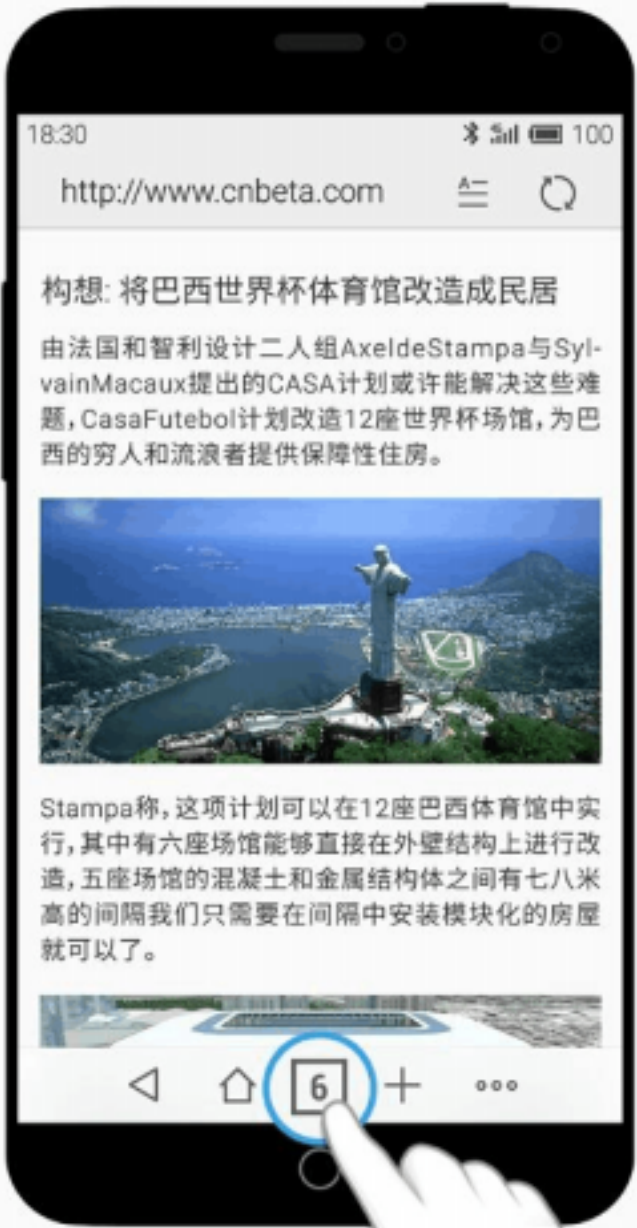 18:30 100
http://www.cnbeta.com
构想: 将巴西世界杯体育馆改造成民居
由法国和智利设计二人组AxeldeStampa与Syl-
vainMacaux提出的CASA计划或许能解决这些难
题,CasaFutebol计划改造12座世界杯场馆,为巴
西的穷人和流浪者提供保障性住房。
Stampa称,这项计划可以在12座巴西体育馆中实
行,其中有六座场馆能够直接在外壁结构上进行改
造,五座场馆的混凝土和金属结构体之间有七八米
高的间隔我们只需要在间隔中安装模块化的房屋
就可以了。
6